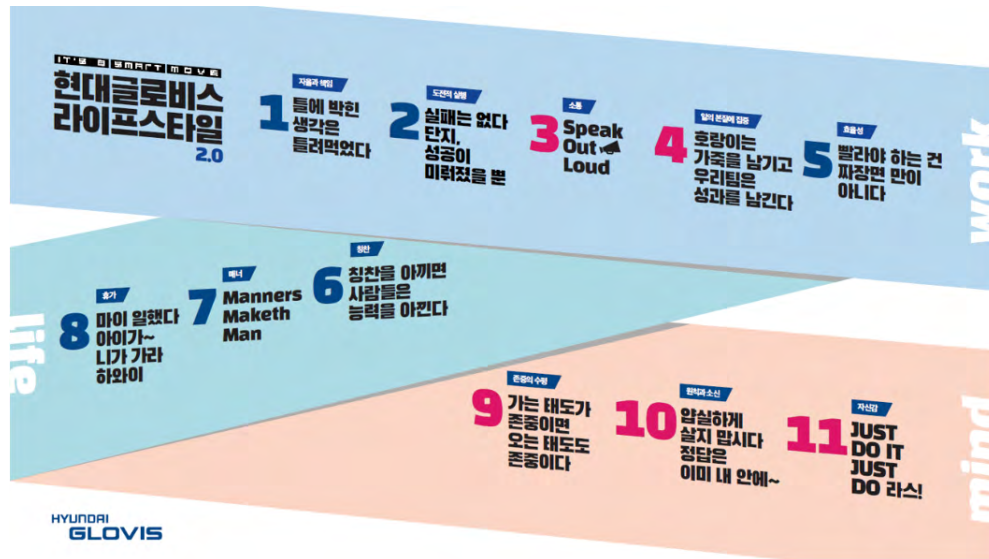 IT'S A SMART MOVE
현대글로비스
라이프스타일
2.0
자율과 책임
1
틀에 박힌
생각은
틀려먹었다
도전적 실행
2
실패는 없다
단지,
성공이
미뤄졌을 뿐
소통
3
Speak
Out
Loud
일의 본질에 집중
4
호랑이는
가죽을 남기고
우리팀은
성과를 남긴다
효율성
5
빨라야 하는 건
짜장면 만이
아니다
work
칭찬
6
칭찬을 아끼면
사람들은
능력을 아낀다
매너
7
Manners
Maketh
Man
휴가
8
마이 일했다
아이가~
니가 가라
하와이
life
존중의 수평
9
가는 태도가
존중이면
오는 태도도
존중이다
원칙과 소신
10
얍실하게
살지 맙시다
정답은
이미 내 안에~
자신감
11
JUST
DO IT
JUST
DO 라스!
mind
HYUNDAI
GLOVIS